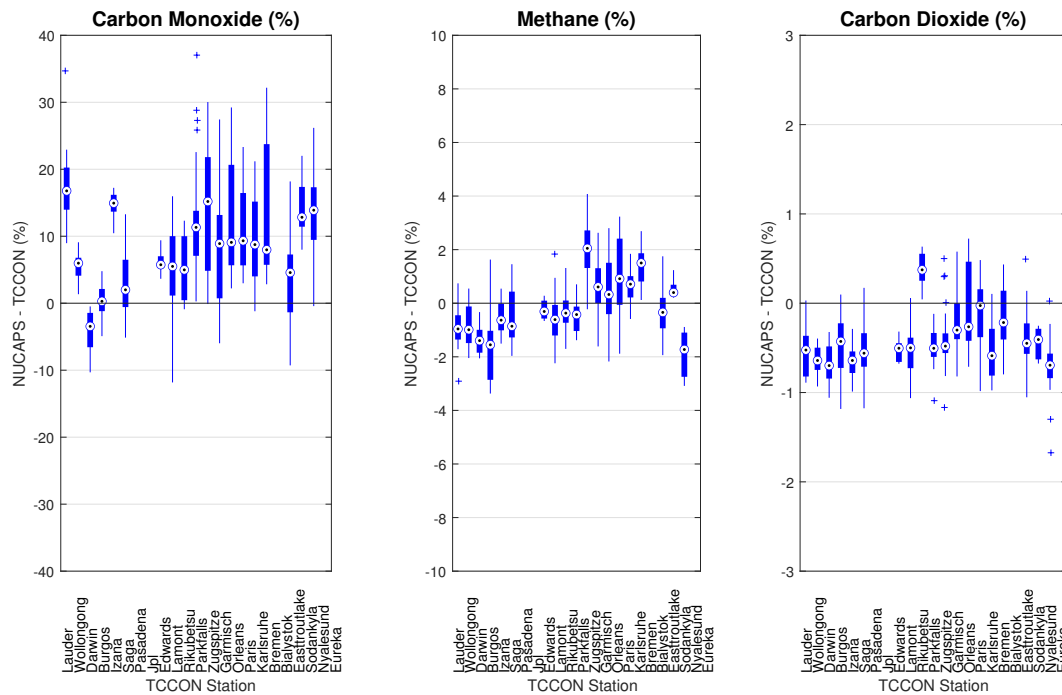 Carbon Monoxide (%)
40
30
20
10
0
-10
-20
-30
-40
NUCAPS - TCCON (%)
Lauder
Wollongong
Darwin
Burgos
Izana
Saga
Pasadena
Jpl
Edwards
Lamont
Rikubetsu
Parkfalls
Zugspitze
Garmisch
Orleans
Paris
Karlsruhe
Bremen
Bialystok
Easttroutlake
Sodankyla
Nyalesund
Eureka
TCCON Station
Methane (%)
10
8
6
4
2
0
-2
-4
-6
-8
-10
NUCAPS - TCCON (%)
Lauder
Wollongong
Darwin
Burgos
Izana
Saga
Pasadena
Jpl
Edwards
Lamont
Rikubetsu
Parkfalls
Zugspitze
Garmisch
Orleans
Paris
Karlsruhe
Bremen
Bialystok
Easttroutlake
Sodankyla
Nyalesund
Eureka
TCCON Station
Carbon Dioxide (%)
3
2
1
0
-1
-2
-3
NUCAPS - TCCON (%)
Lauder
Wollongong
Darwin
Burgos
Izana
Saga
Pasadena
Jpl
Edwards
Lamont
Rikubetsu
Parkfalls
Zugspitze
Garmisch
Orleans
Paris
Karlsruhe
Bremen
Bialystok
Easttroutlake
Sodankyla
Nyalesund
Eureka
TCCON Station